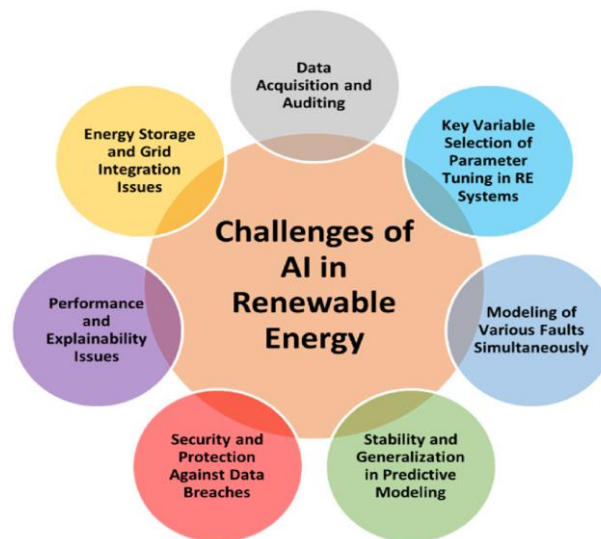 Data
Acquisition and
Auditing
Key Variable
Selection of
Parameter
Tuning in RE
Systems
Modeling of
Various Faults
Simultaneously
Stability and
Generalization
in Predictive
Modeling
Security and
Protection
Against Data
Breaches
Performance
and
Explainability
Issues
Energy Storage
and Grid
Integration
Issues
Challenges of
AI in
Renewable
Energy